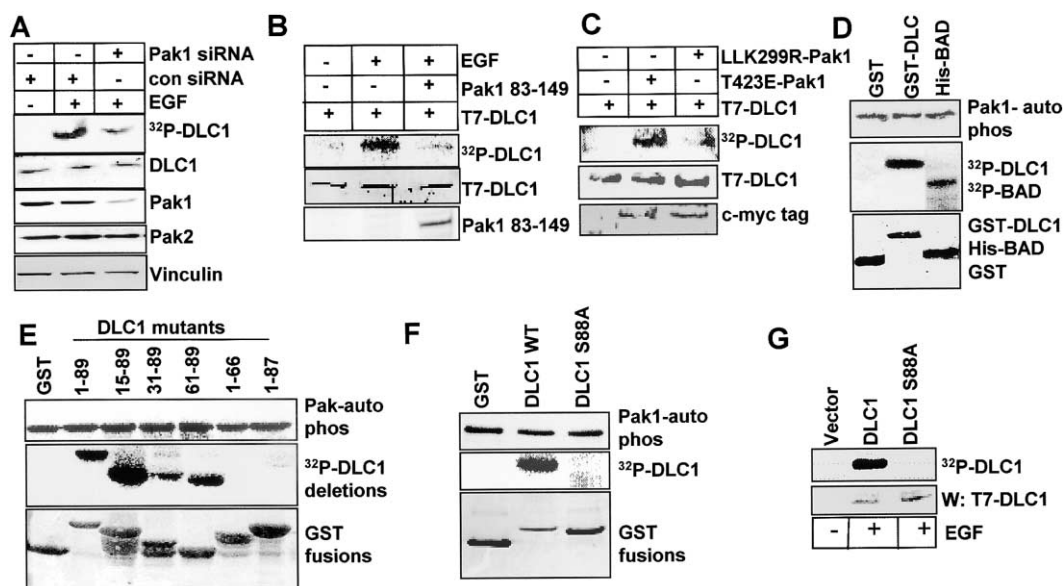 A
- - + Pak1 siRNA
+ + - con siRNA
- + + EGF
32P-DLC1
DLC1
Pak1
Pak2
Vinculin
B
- + + EGF
- - + Pak1 83-149
+ + + T7-DLC1
32P-DLC1
T7-DLC1
Pak1 83-149
C
- - + LLK299R-Pak1
- + - T423E-Pak1
+ + + T7-DLC1
32P-DLC1
T7-DLC1
c-myc tag
D
GST
GST-DLC
His-BAD
Pak1- auto
phos
32P-DLC1
32P-BAD
GST-DLC1
His-BAD
GST
E
DLC1 mutants
GST
1-89
15-89
31-89
61-89
1-66
1-87
Pak-auto
phos
32P-DLC1
deletions
GST
fusions
F
GST
DLC1 WT
DLC1 S88A
Pak1-auto
phos
32P-DLC1
GST
fusions
G
Vector
DLC1
DLC1 S88A
32P-DLC1
W: T7-DLC1
- + + EGF